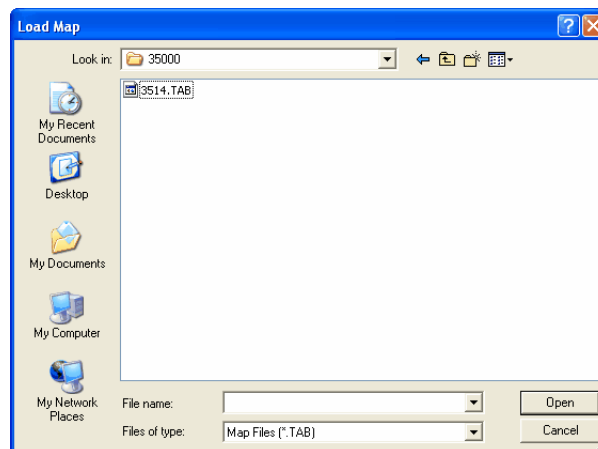 Load Map
Look in:
35000
3514.TAB
My Recent
Documents
Desktop
My Documents
My Computer
My Network
Places
File name:
Open
Files of type:
Map Files (*.TAB)
Cancel